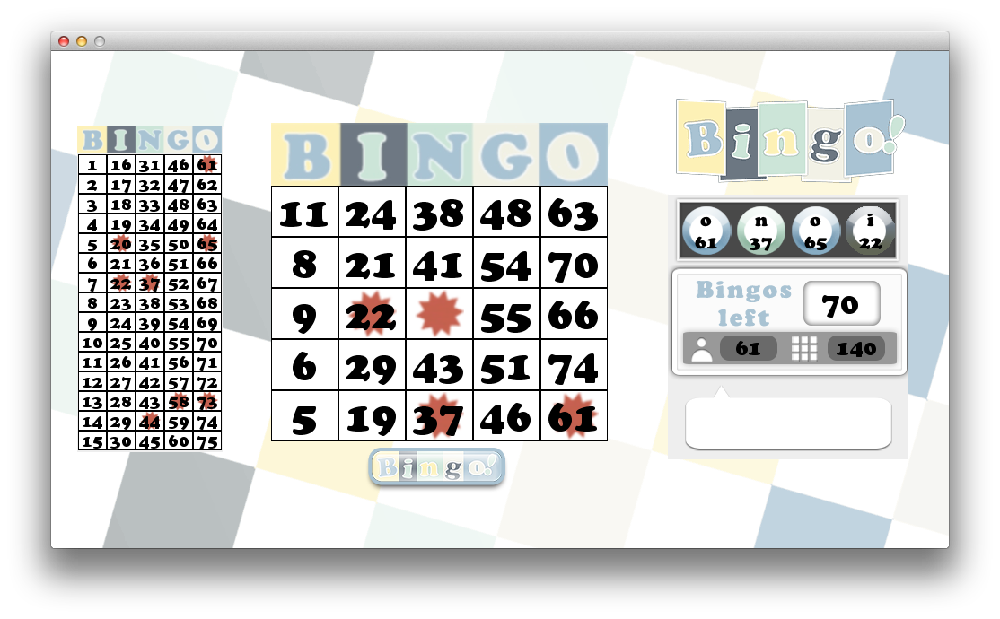 BINGO
1 16 31 46 61
2 17 32 47 62
3 18 33 48 63
4 19 34 49 64
5 20 35 50 65
6 21 36 51 66
7 22 37 52 67
8 23 38 53 68
9 24 39 54 69
10 25 40 55 70
11 26 41 56 71
12 27 42 57 72
13 28 43 58 73
14 29 44 59 74
15 30 45 60 75
BINGO
11 24 38 48 63
8 21 41 54 70
9 22 55 66
6 29 43 51 74
5 19 37 46 61
Bingo!
Bingo!
o n o i
61 37 65 22
Bingos
left
70
61 140